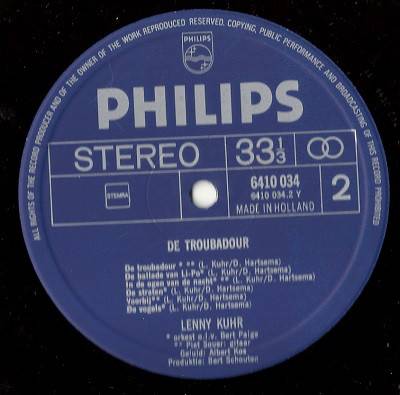 ALL RIGHTS OF THE RECORD PRODUCER AND OF THE OWNER OF THE WORK REPRODUCED RESERVED. COPYING, PUBLIC PERFORMANCE AND BROADCASTING OF THIS RECORD PROHIBITED
PHILIPS
PHILIPS
STEREO
33 1/3
STEMRA
6410 034
6410 034.2 Y
MADE IN HOLLAND
2
DE TROUBADOUR
De troubadour * ** (L. Kuhr/D. Hartsema)
De ballade van Li-Po* (L. Kuhr/D. Hartsema)
In de ogen van de nacht* ** (L. Kuhr/D. Hartsema)
De straten* (L. Kuhr/D. Hartsema)
Voorbij** (L. Kuhr/D. Hartsema)
De vogels* (L. Kuhr/D. Hartsema)
LENNY KUHR
* orkest o.l.v. Bert Paige
** Piet Souer: gitaar
Geluid: Albert Kos
Produktie: Bert Schouten